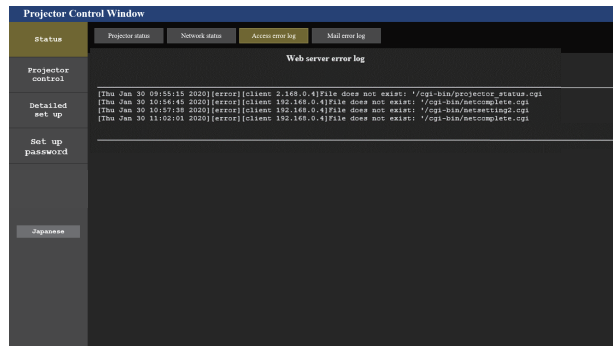 Projector Control Window
Status
Projector status
Network status
Access error log
Mail error log
Web server error log
Projector
control
Detailed
set up
Set up
password
Japanese
[Thu Jan 30 09:55:15 2020][error][client 2.168.0.4]File does not exist: '/cgi-bin/projector_status.cgi
[Thu Jan 30 10:56:45 2020][error][client 192.168.0.4]File does not exist: '/cgi-bin/netcomplete.cgi
[Thu Jan 30 10:57:38 2020][error][client 192.168.0.4]File does not exist: '/cgi-bin/netsetting2.cgi
[Thu Jan 30 11:02:01 2020][error][client 192.168.0.4]File does not exist: '/cgi-bin/netcomplete.cgi